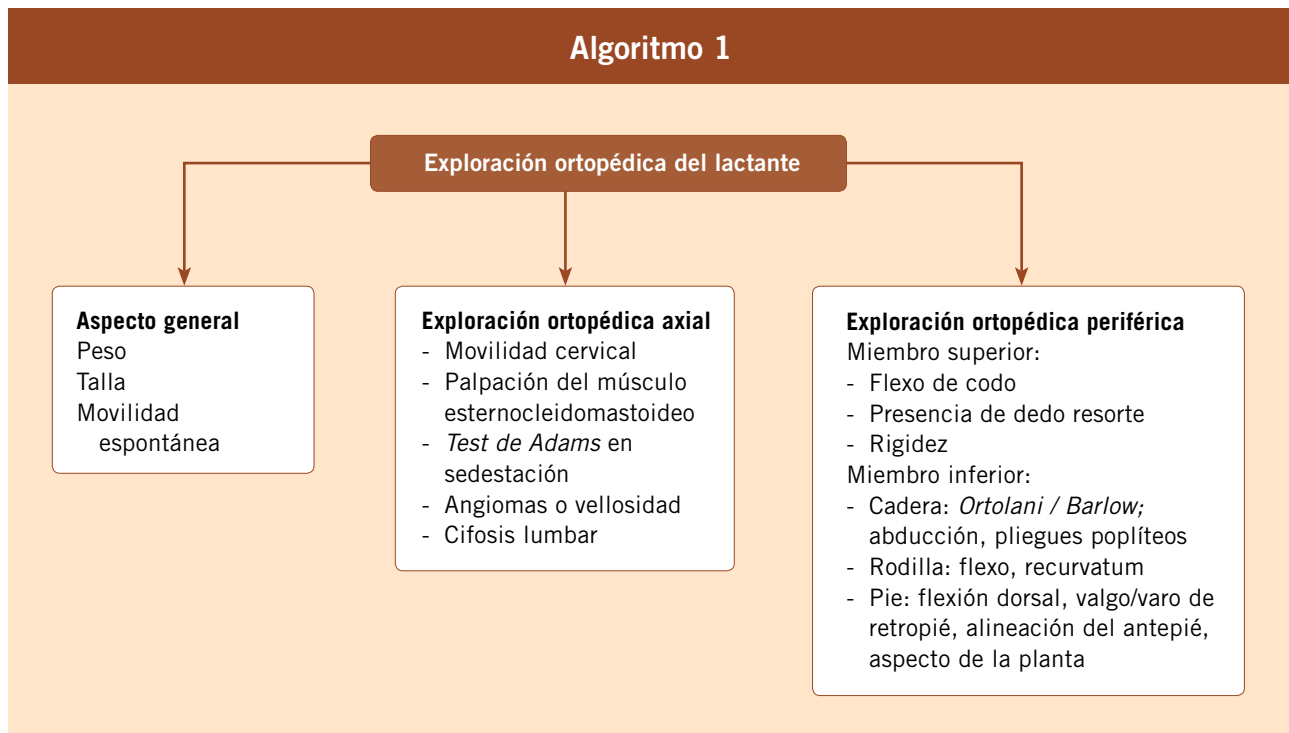 Algoritmo 1
Exploración ortopédica del lactante
Aspecto general
Peso
Talla
Movilidad
espontánea
Exploración ortopédica axial
- Movilidad cervical
- Palpación del músculo
esternocleidomastoideo
- Test de Adams en
sedestación
- Angiomas o vellosidad
- Cifosis lumbar
Exploración ortopédica periférica
Miembro superior:
- Flexo de codo
- Presencia de dedo resorte
- Rigidez
Miembro inferior:
- Cadera: Ortolani / Barlow;
abducción, pliegues poplíteos
- Rodilla: flexo, recurvatum
- Pie: flexión dorsal, valgo/varo de
retropié, alineación del antepié,
aspecto de la planta